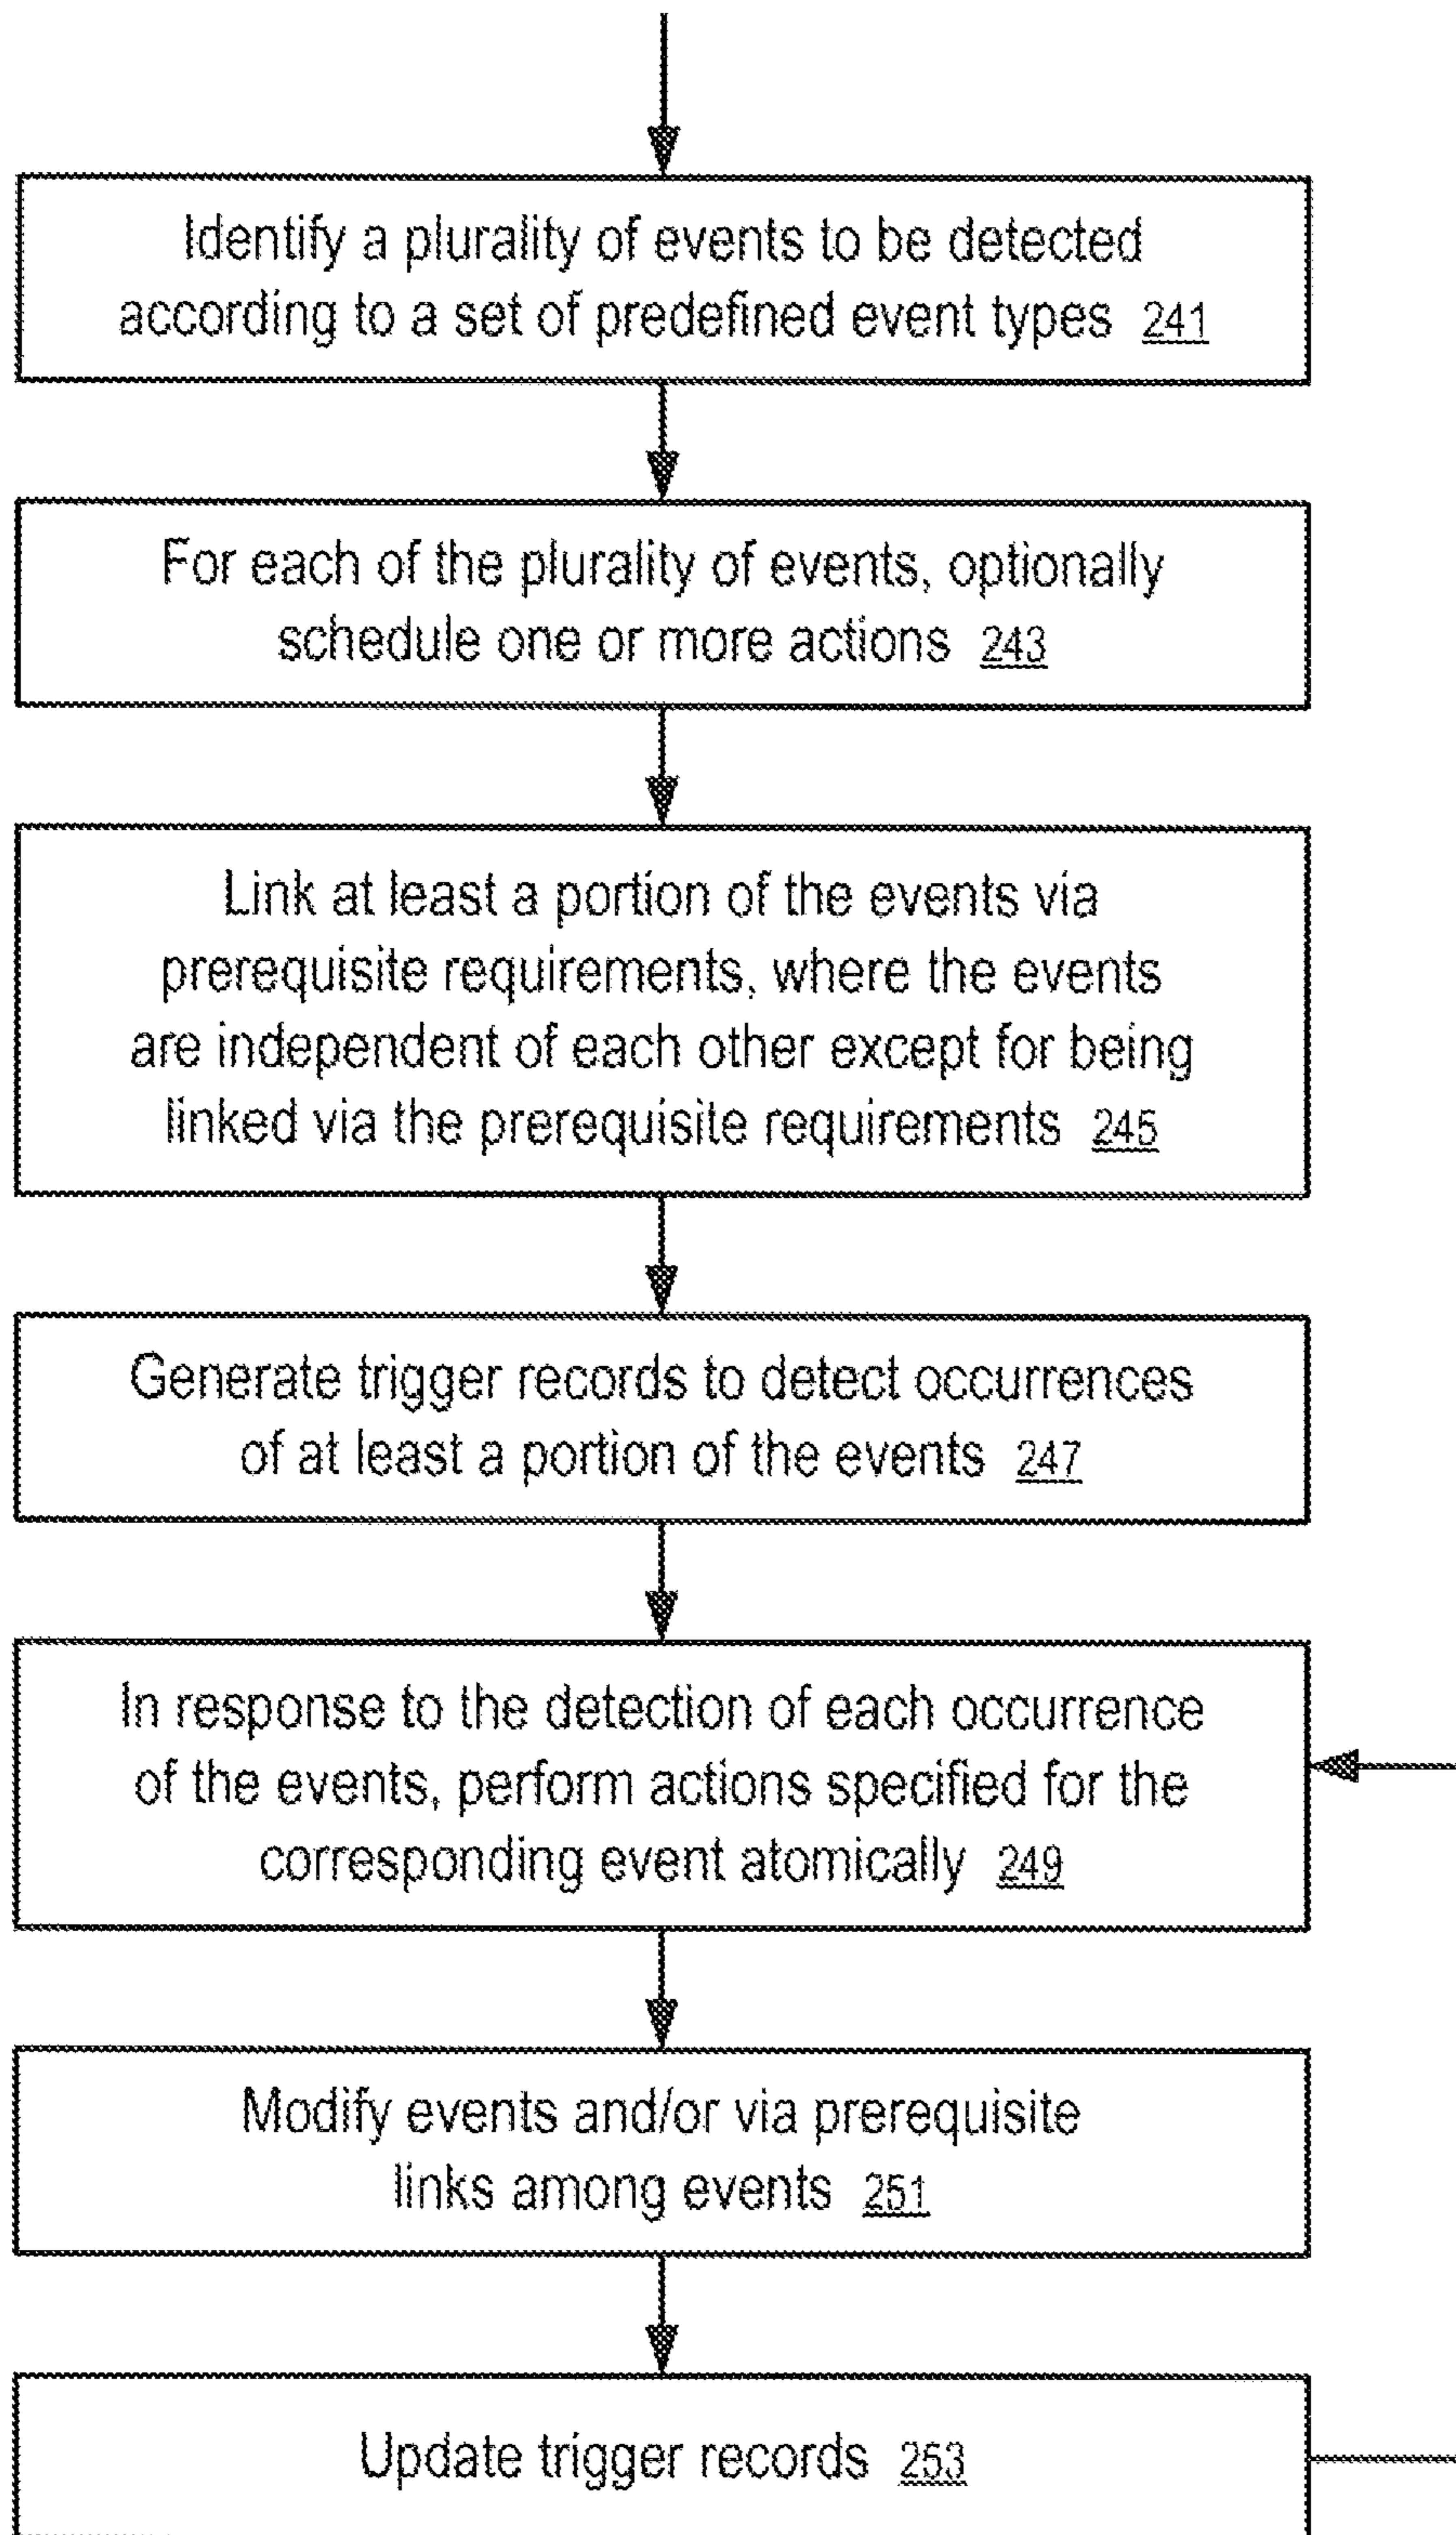 Identify a plurality of events to be detected
according to a set of predefined event types 241
For each of the plurality of events, optionally
schedule one or more actions 243
Link at least a portion of the events via
prerequisite requirements, where the events
are independent of each other except for being
linked via the prerequisite requirements 245
Generate trigger records to detect occurrences
of at least a portion of the events 247
In response to the detection of each occurrence
of the events, perform actions specified for the
corresponding event atomically 249
Modify events and/or via prerequisite
links among events 251
Update trigger records 253